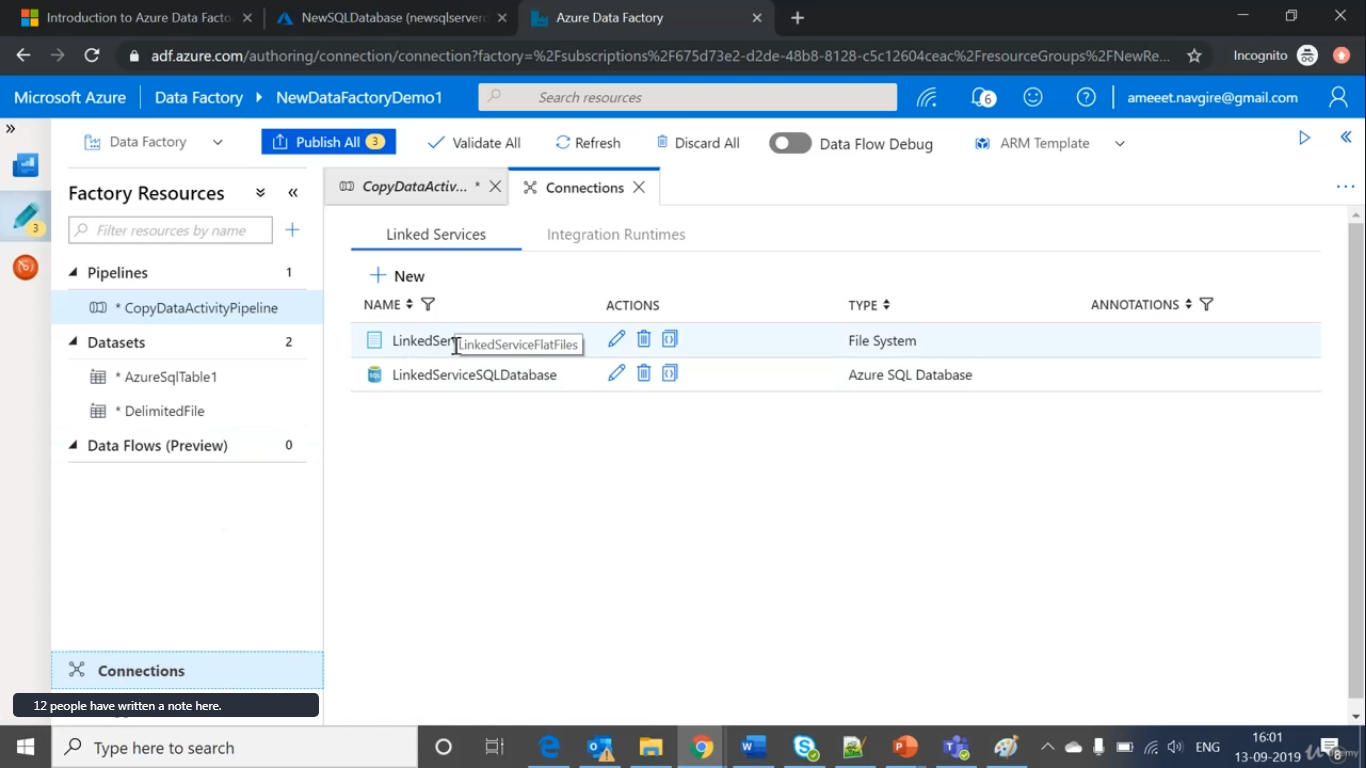 Introduction to Azure Data Facto
NewSQLDatabase (newsqlserver
Azure Data Factory
adf.azure.com/authoring/connection/connection?factory=%2Fsubscriptions%2F675d73e2-d2de-48b8-8128-c5c12604ceac%2FresourceGroups%2FNewRe...
Incognito
Microsoft Azure
Data Factory
NewDataFactoryDemo1
Search resources
6
ameeet.navgire@gmail.com
Data Factory
Publish All 3
Validate All
Refresh
Discard All
Data Flow Debug
ARM Template
3
Factory Resources
Filter resources by name
Pipelines 1
* CopyDataActivityPipeline
Datasets 2
* AzureSqlTable1
* DelimitedFile
Data Flows (Preview) 0
Connections
12 people have written a note here.
CopyDataActiv... *
Connections
Linked Services
Integration Runtimes
New
NAME ACTIONS TYPE ANNOTATIONS
LinkedSer LinkedServiceFlatFiles File System
LinkedServiceSQLDatabase Azure SQL Database
Type here to search
ENG
16:01
13-09-2019
8